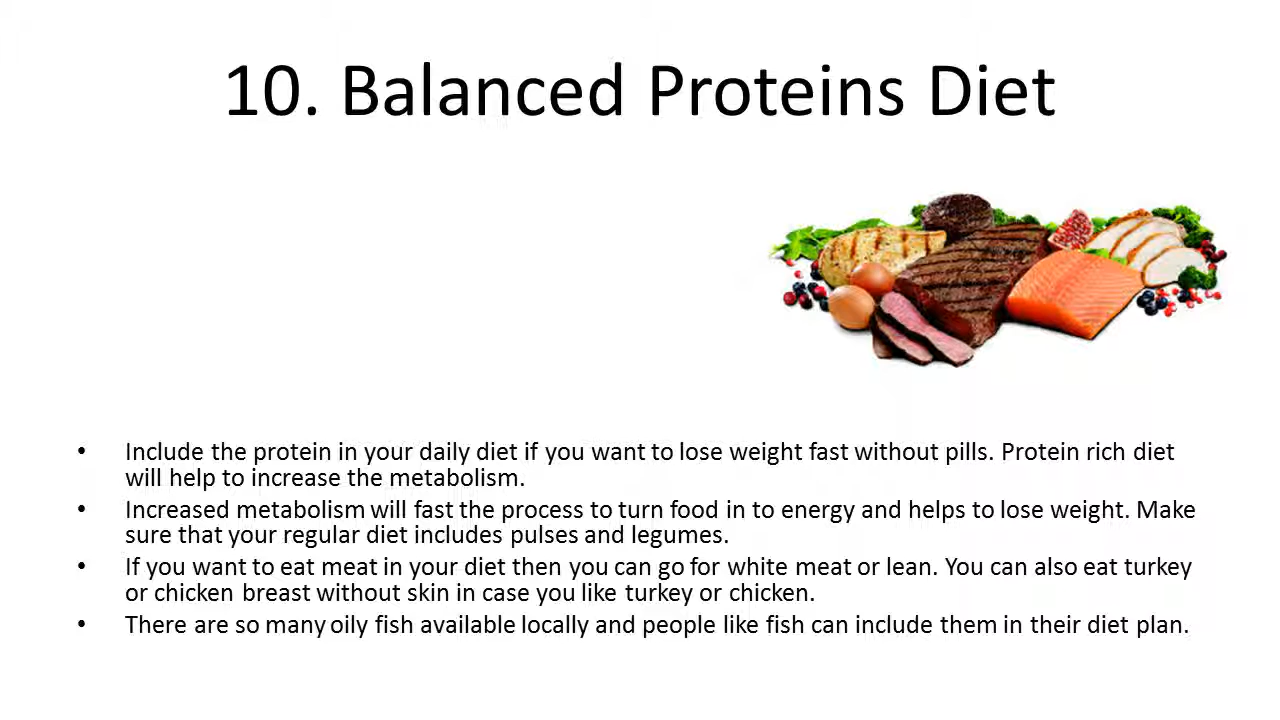 10. Balanced Proteins Diet
• Include the protein in your daily diet if you want to lose weight fast without pills. Protein rich diet
will help to increase the metabolism.
• Increased metabolism will fast the process to turn food in to energy and helps to lose weight. Make
sure that your regular diet includes pulses and legumes.
• If you want to eat meat in your diet then you can go for white meat or lean. You can also eat turkey
or chicken breast without skin in case you like turkey or chicken.
• There are so many oily fish available locally and people like fish can include them in their diet plan.